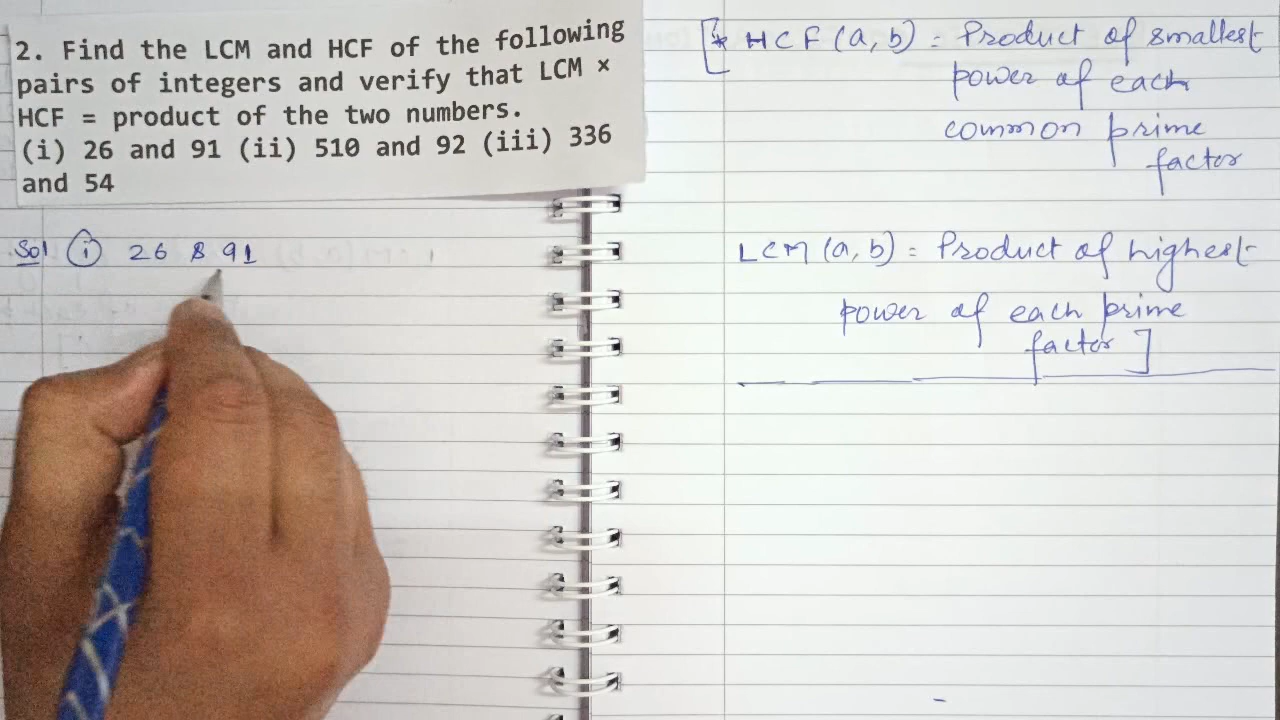 2. Find the LCM and HCF of the following
pairs of integers and verify that LCM ×
HCF = product of the two numbers.
(i) 26 and 91 (ii) 510 and 92 (iii) 336
and 54
Sol (i) 26 & 91
[* HCF (a, b) = Product of smallest
power of each
common prime
factor
LCM (a, b) = Product of highest
power of each prime
factor ]